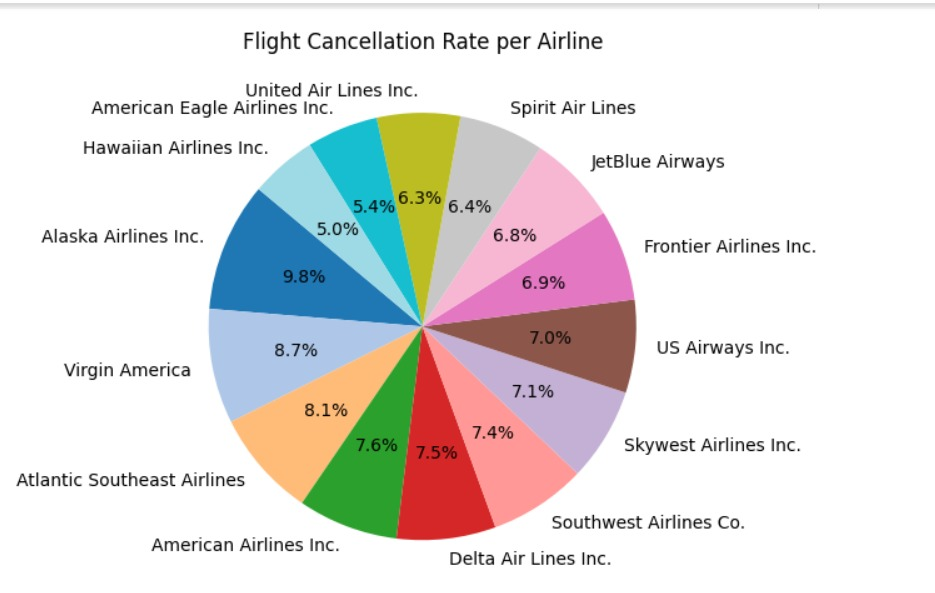 Flight Cancellation Rate per Airline
United Air Lines Inc.
American Eagle Airlines Inc.
Spirit Air Lines
Hawaiian Airlines Inc.
JetBlue Airways
Alaska Airlines Inc.
Frontier Airlines Inc.
Virgin America
US Airways Inc.
Atlantic Southeast Airlines
Skywest Airlines Inc.
American Airlines Inc.
Southwest Airlines Co.
Delta Air Lines Inc.
6.3%
5.4%
6.4%
5.0%
6.8%
9.8%
6.9%
8.7%
7.0%
8.1%
7.1%
7.6%
7.4%
7.5%